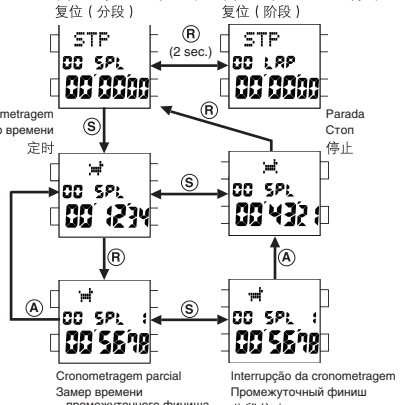 复位（分段）
复位（阶段）
STP
00 SPL
00'00'00
R
(2 sec.)
STP
00 LAP
00'00'00
metragem
р времени
定时
S
R
Parada
Стоп
停止
00 SPL
00'12'34
S
00 SPL
00'43'21
R
A
A
00 SPL 1
00'56'78
S
00 SPL 1
00'56'78
Cronometragem parcial
Замер времени
промежуточного финиша
Interrupção da cronometragem
Промежуточный финиш